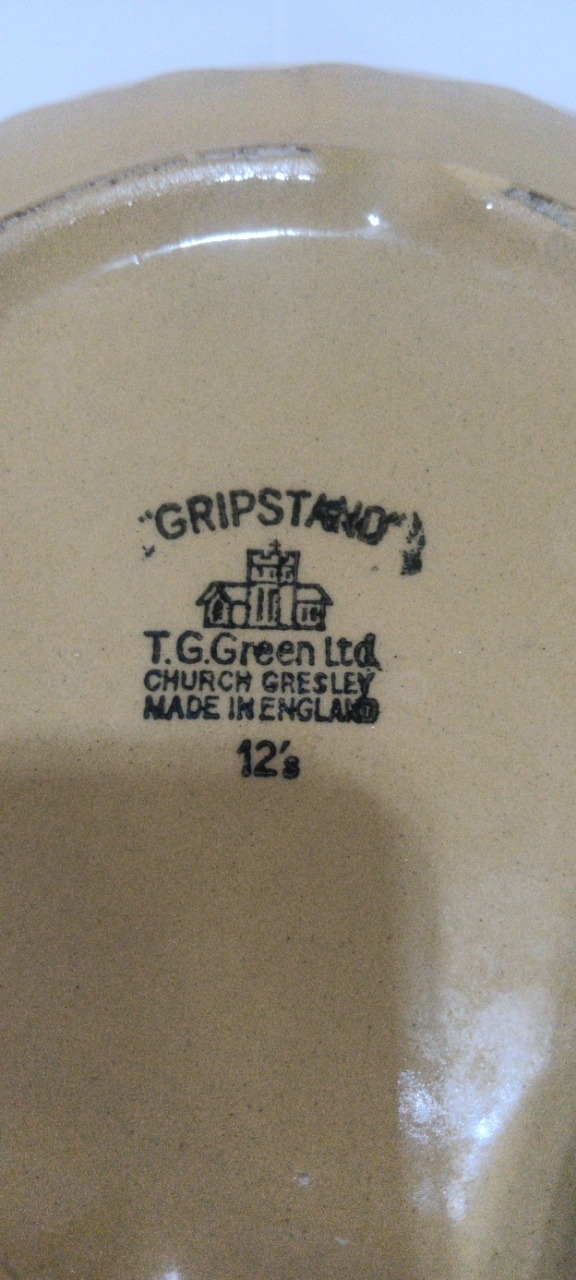 "GRIPSTAND"
T.G.Green Ltd
CHURCH GRESLEY
MADE IN ENGLAND
12's